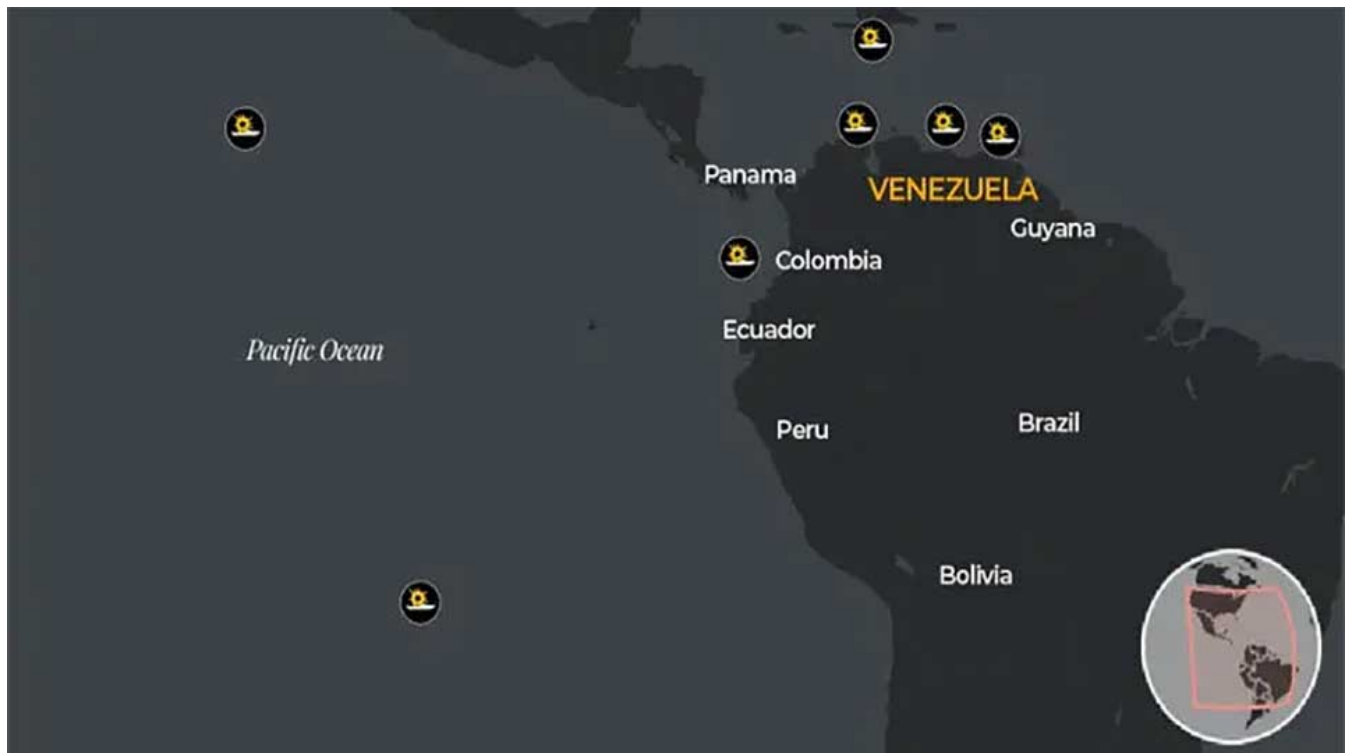 Panama
VENEZUELA
Guyana
Colombia
Ecuador
Pacific Ocean
Peru
Brazil
Bolivia